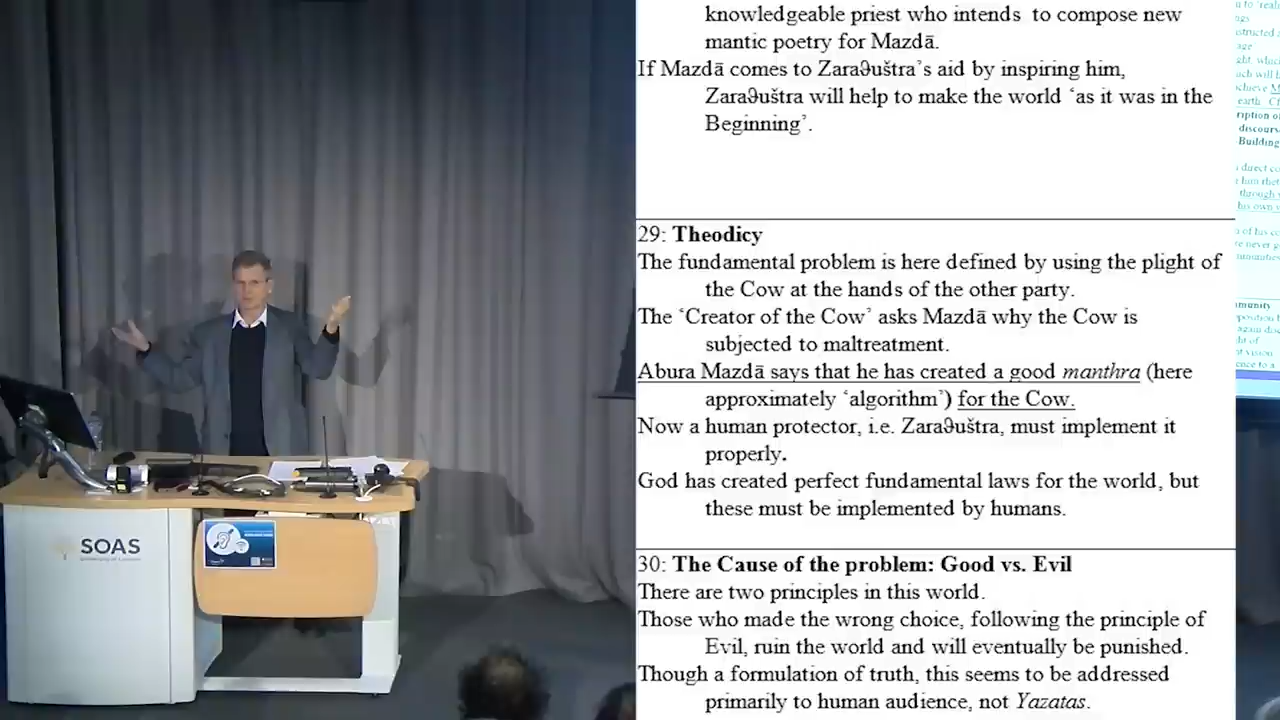 knowledgeable priest who intends to compose new
mantic poetry for Mazdā.
If Mazdā comes to Zaraϑuštra’s aid by inspiring him,
Zaraϑuštra will help to make the world ‘as it was in the
Beginning’.
29: Theodicy
The fundamental problem is here defined by using the plight of
the Cow at the hands of the other party.
The ‘Creator of the Cow’ asks Mazdā why the Cow is
subjected to maltreatment.
Abura Mazdā says that he has created a good manthra (here
approximately ‘algorithm’) for the Cow.
Now a human protector, i.e. Zaraϑuštra, must implement it
properly.
God has created perfect fundamental laws for the world, but
these must be implemented by humans.
30: The Cause of the problem: Good vs. Evil
There are two principles in this world.
Those who made the wrong choice, following the principle of
Evil, ruin the world and will eventually be punished.
Though a formulation of truth, this seems to be addressed
primarily to human audience, not Yazatas.
SOAS
University of London